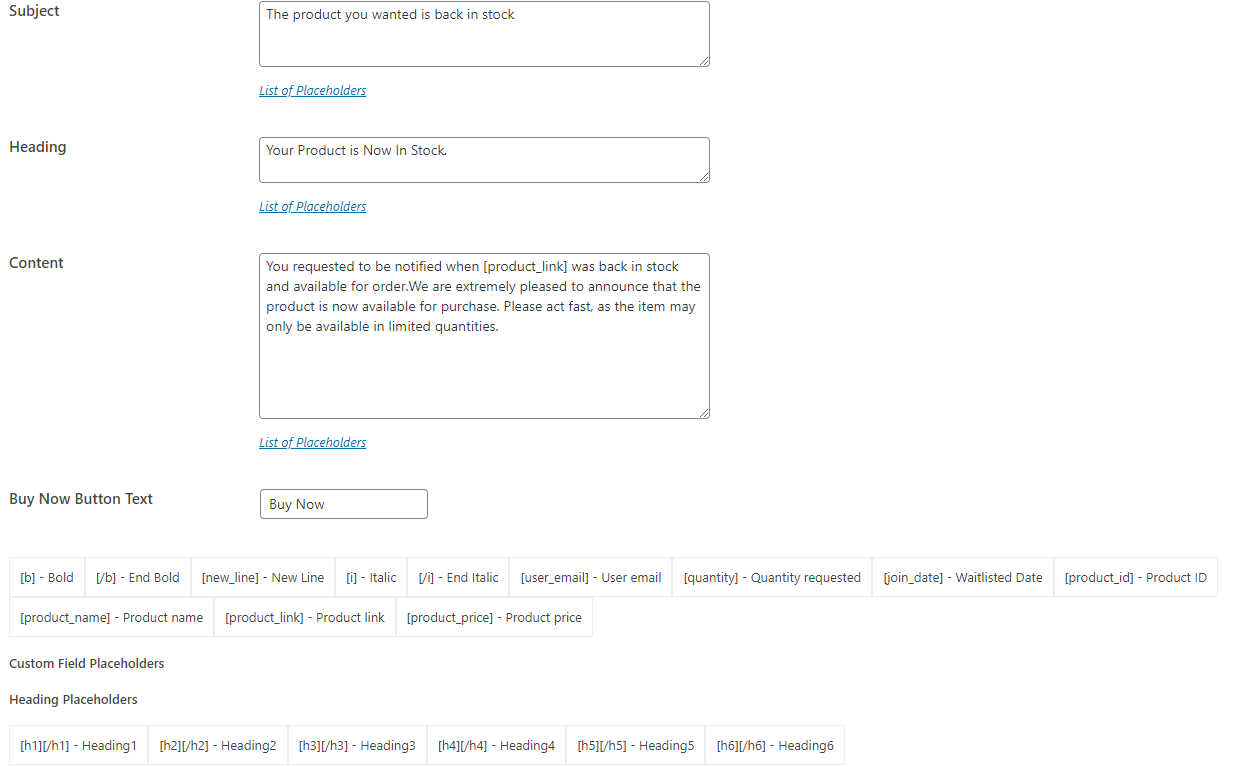 Subject
The product you wanted is back in stock
List of Placeholders
Heading
Your Product is Now In Stock.
List of Placeholders
Content
You requested to be notified when [product_link] was back in stock
and available for order.We are extremely pleased to announce that the
product is now available for purchase. Please act fast, as the item may
only be available in limited quantities.
List of Placeholders
Buy Now Button Text
Buy Now
[b] - Bold [/b] - End Bold [new_line] - New Line [i] - Italic [/i] - End Italic [user_email] - User email [quantity] - Quantity requested [join_date] - Waitlisted Date [product_id] - Product ID
[product_name] - Product name [product_link] - Product link [product_price] - Product price
Custom Field Placeholders
Heading Placeholders
[h1][/h1] - Heading1 [h2][/h2] - Heading2 [h3][/h3] - Heading3 [h4][/h4] - Heading4 [h5][/h5] - Heading5 [h6][/h6] - Heading6